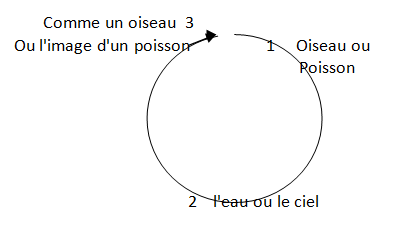 Comme un oiseau 3
Ou l'image d'un poisson
1 Oiseau ou
Poisson
2 l'eau ou le ciel